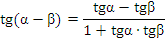 tg(α − β) = (tgα − tgβ) / (1 + tgα · tgβ)